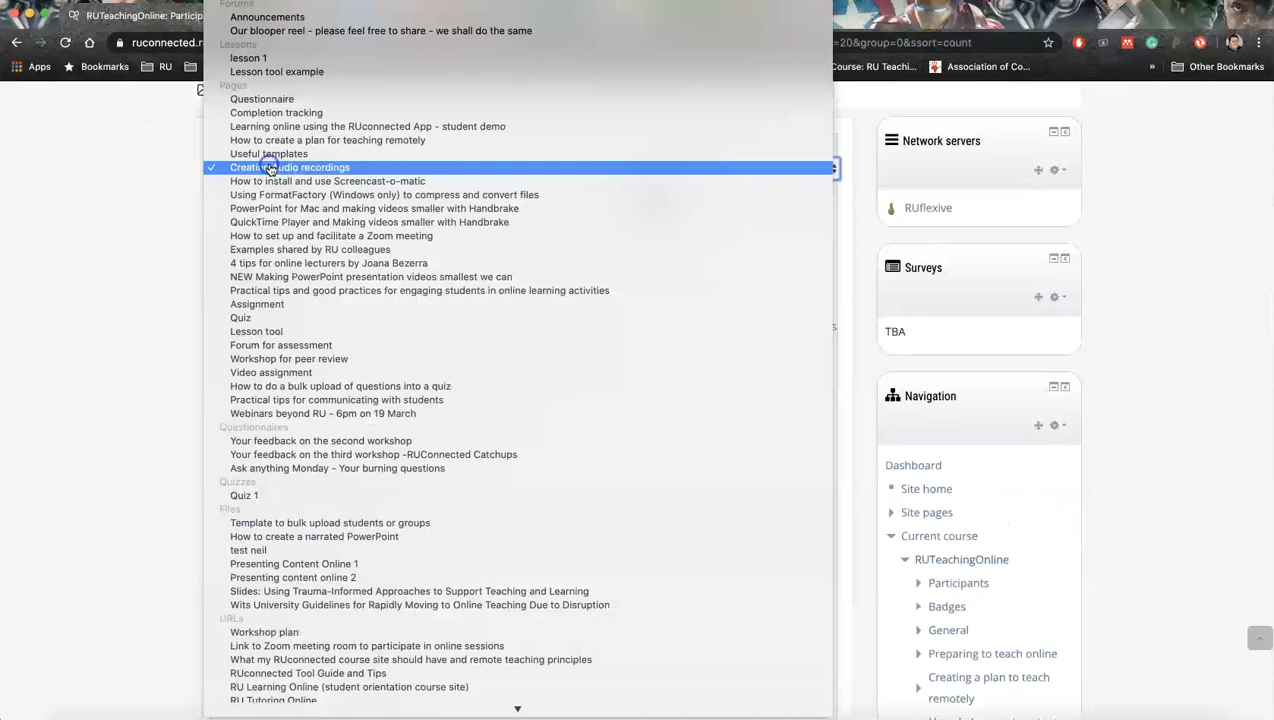 RUTeachingOnline: Particip
ruconnected.r
=20&group=0&ssort=count
Apps
Bookmarks
RU
Course: RU Teachi...
Association of Co...
»
Other Bookmarks
Forums
Announcements
Our blooper reel - please feel free to share - we shall do the same
Lessons
lesson 1
Lesson tool example
Pages
Questionnaire
Completion tracking
Learning online using the RUconnected App - student demo
How to create a plan for teaching remotely
Useful templates
✓ audio recordings
How to install and use Screencast-o-matic
Using FormatFactory (Windows only) to compress and convert files
PowerPoint for Mac and making videos smaller with Handbrake
QuickTime Player and Making videos smaller with Handbrake
How to set up and facilitate a Zoom meeting
Examples shared by RU colleagues
4 tips for online lecturers by Joana Bezerra
NEW Making PowerPoint presentation videos smallest we can
Practical tips and good practices for engaging students in online learning activities
Assignment
Quiz
Lesson tool
Forum for assessment
Workshop for peer review
Video assignment
How to do a bulk upload of questions into a quiz
Practical tips for communicating with students
Webinars beyond RU - 6pm on 19 March
Questionnaires
Your feedback on the second workshop
Your feedback on the third workshop -RUConnected Catchups
Ask anything Monday - Your burning questions
Quizzes
Quiz 1
Files
Template to bulk upload students or groups
How to create a narrated PowerPoint
test neil
Presenting Content Online 1
Presenting content online 2
Slides: Using Trauma-Informed Approaches to Support Teaching and Learning
Wits University Guidelines for Rapidly Moving to Online Teaching Due to Disruption
URLs
Workshop plan
Link to Zoom meeting room to participate in online sessions
What my RUconnected course site should have and remote teaching principles
RUconnected Tool Guide and Tips
RU Learning Online (student orientation course site)
RU Tutoring Online
s
Network servers
RUflexive
Surveys
TBA
Navigation
Dashboard
Site home
Site pages
Current course
RUTeachingOnline
Participants
Badges
General
Preparing to teach online
Creating a plan to teach
remotely